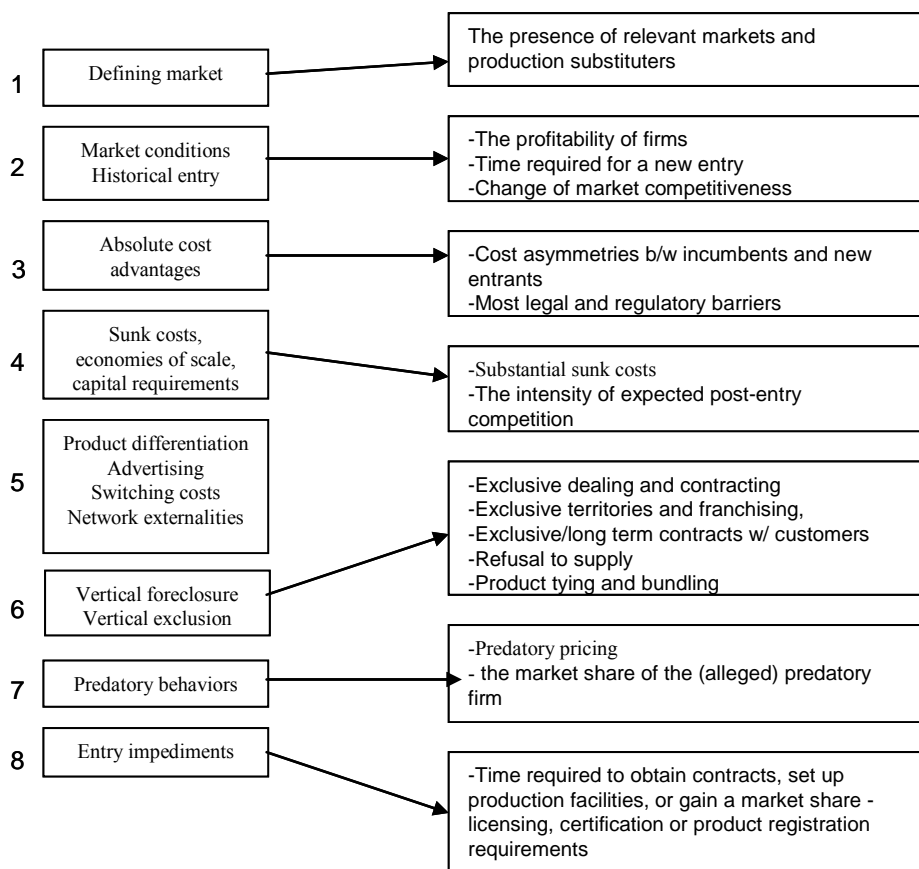 1
Defining market
The presence of relevant markets and
production substituters
2
Market conditions
Historical entry
-The profitability of firms
-Time required for a new entry
-Change of market competitiveness
3
Absolute cost
advantages
-Cost asymmetries b/w incumbents and new
entrants
-Most legal and regulatory barriers
4
Sunk costs,
economies of scale,
capital requirements
-Substantial sunk costs
-The intensity of expected post-entry
competition
5
Product differentiation
Advertising
Switching costs
Network externalities
6
Vertical foreclosure
Vertical exclusion
-Exclusive dealing and contracting
-Exclusive territories and franchising,
-Exclusive/long term contracts w/ customers
-Refusal to supply
-Product tying and bundling
7
Predatory behaviors
-Predatory pricing
- the market share of the (alleged) predatory
firm
8
Entry impediments
-Time required to obtain contracts, set up
production facilities, or gain a market share -
licensing, certification or product registration
requirements